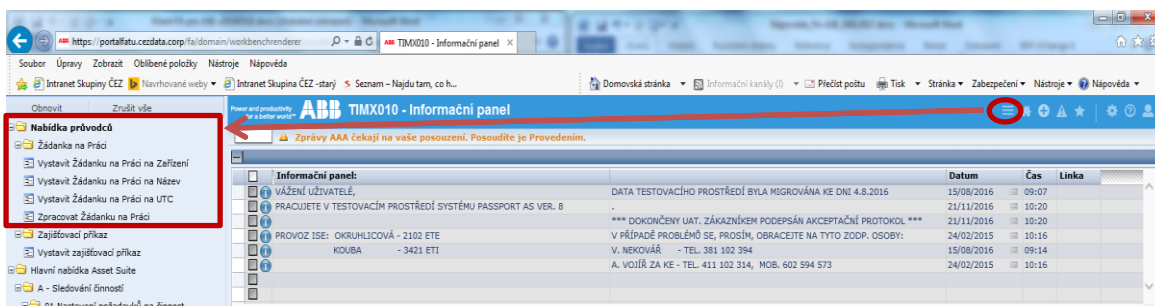 https://portalfatu.cezdata.corp/fa/domain/workbenchrenderer
TIMX010 - Informační panel
Soubor Úpravy Zobrazit Oblíbené položky Nástroje Nápověda
Intranet Skupiny ČEZ Navrhované weby Intranet Skupina ČEZ -starý Seznam – Najdu tam, co h...
Domovská stránka Informační kanály (J) Přečíst poštu Tisk Stránka Zabezpečení Nástroje Nápověda
Obnovit Zrušit vše
Power and productivity for a better world™ ABB TIMX010 - Informační panel
Nabídka průvodců
Žádanka na Práci
Vystavit Žádanku na Práci na Zařízení
Vystavit Žádanku na Práci na Název
Vystavit Žádanku na Práci na UTC
Zpracovat Žádanku na Práci
Zajišťovací příkaz
Vystavit zajišťovací příkaz
Hlavní nabídka Asset Suite
A - Sledování činností
01 Nastavení požadavků na činnost
Zprávy AAA čekají na vaše posouzení. Posoudíte je Provedením.
Informační panel: Datum Čas Linka
VÁŽENÍ UŽIVATELÉ, DATA TESTOVACÍHO PROSTŘEDÍ BYLA MIGROVÁNA KE DNI 4.8.2016 15/08/2016 09:07
PRACUJETE V TESTOVACÍM PROSTŘEDÍ SYSTÉMU PASSPORT AS VER. 8 . 21/11/2016 10:20
*** DOKONČENY UAT. ZÁKAZNÍKEM PODEPSÁN AKCEPTAČNÍ PROTOKOL *** 21/11/2016 10:20
PROVOZ ISE: OKRUHLICOVÁ - 2102 ETE V PŘÍPADĚ PROBLÉMŮ SE, PROSÍM, OBRACEJTE NA TYTO ZODP. OSOBY: 24/02/2015 10:16
KOUBA - 3421 ETI V. NEKOVÁŘ - TEL. 381 102 394 15/08/2016 09:14
A. VOJÍŘ ZA KE - TEL. 411 102 314, MOB. 602 594 573 24/02/2015 10:16